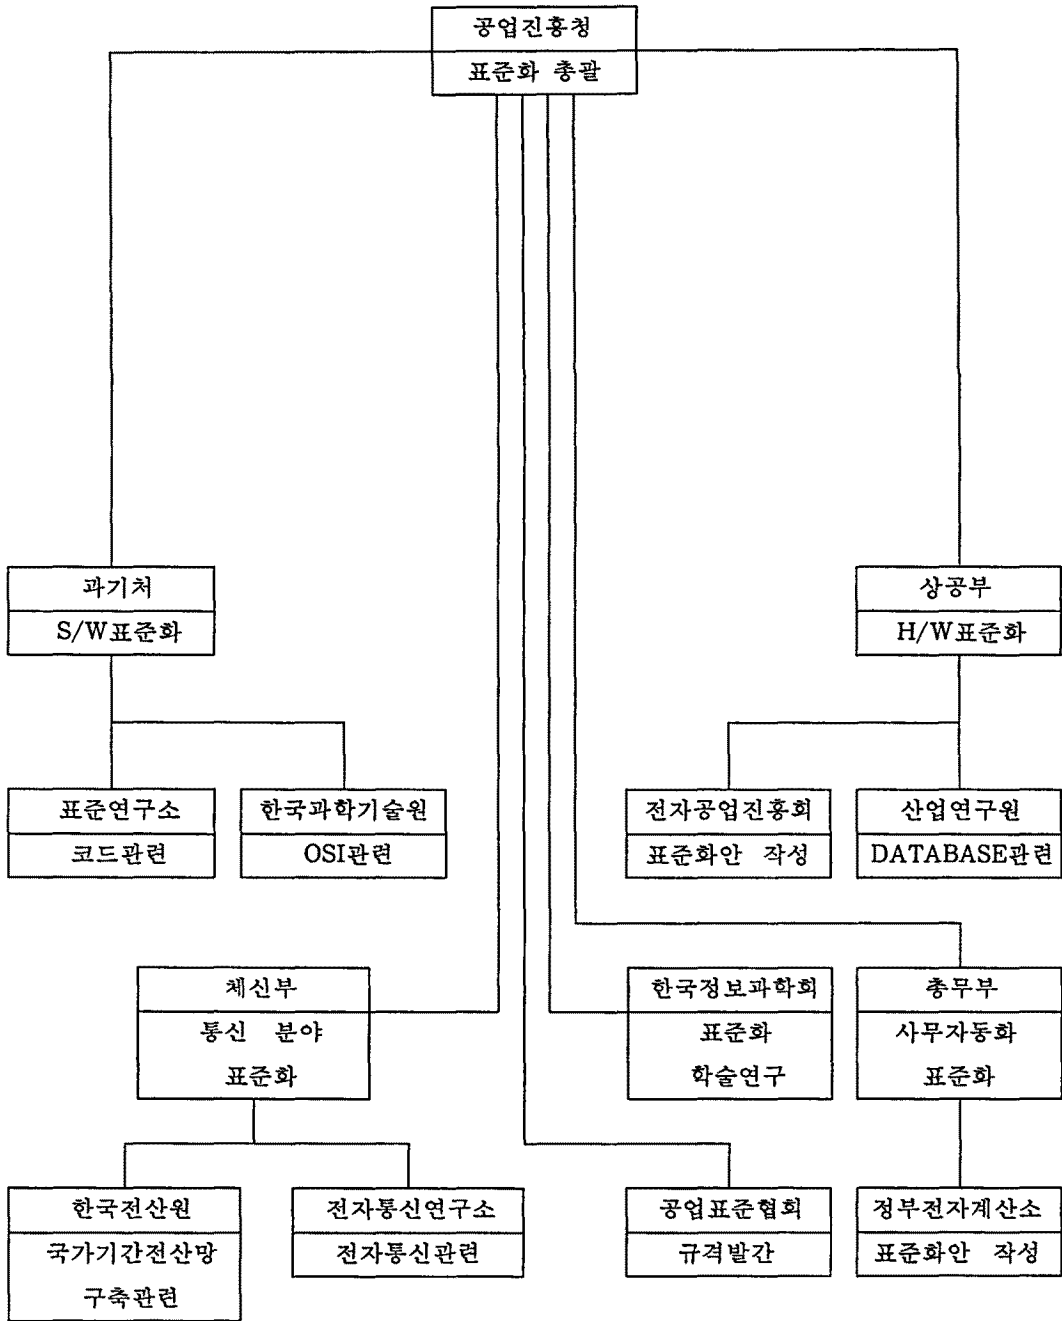 공업진흥청
표준화 총괄
과기처
S/W표준화
상공부
H/W표준화
표준연구소
코드관련
한국과학기술원
OSI관련
전자공업진흥회
표준화안 작성
산업연구원
DATABASE관련
체신부
통신 분야
표준화
한국정보과학회
표준화
학술연구
총무부
사무자동화
표준화
한국전산원
국가기간전산망
구축관련
전자통신연구소
전자통신관련
공업표준협회
규격발간
정부전자계산소
표준화안 작성